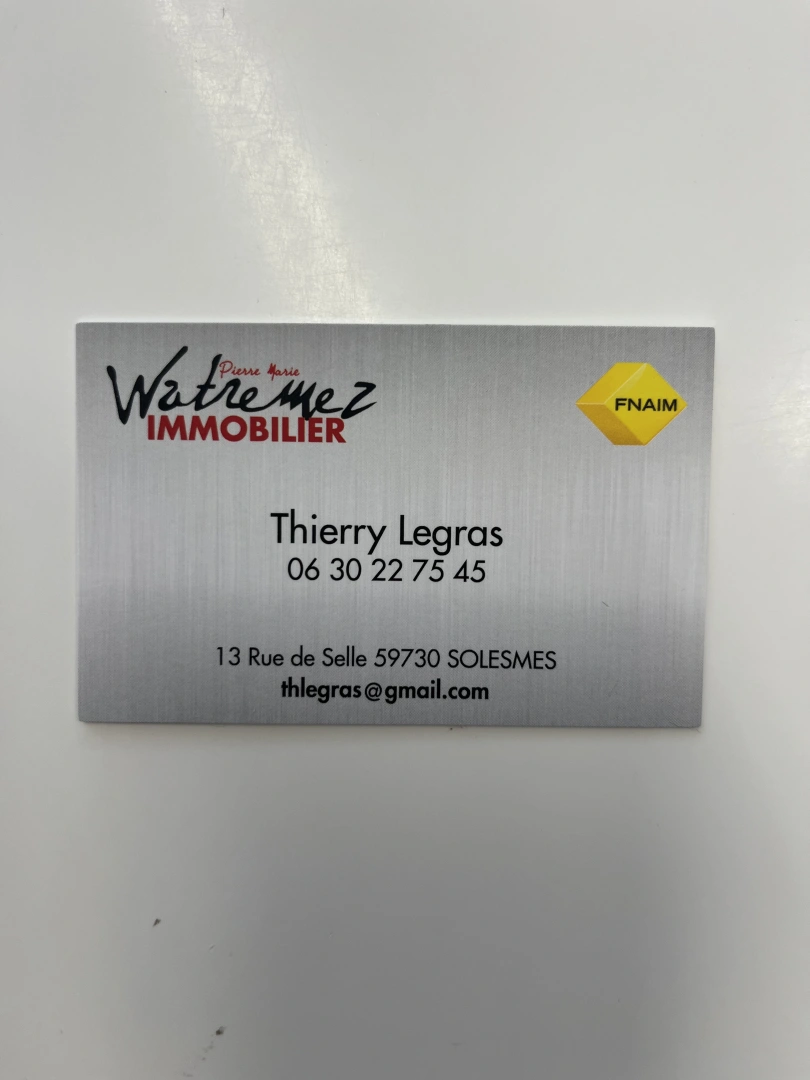 Pierre Marie
Watremez
IMMOBILIER
FNAIM
Thierry Legras
06 30 22 75 45
13 Rue de Selle 59730 SOLESMES
thlegras@gmail.com